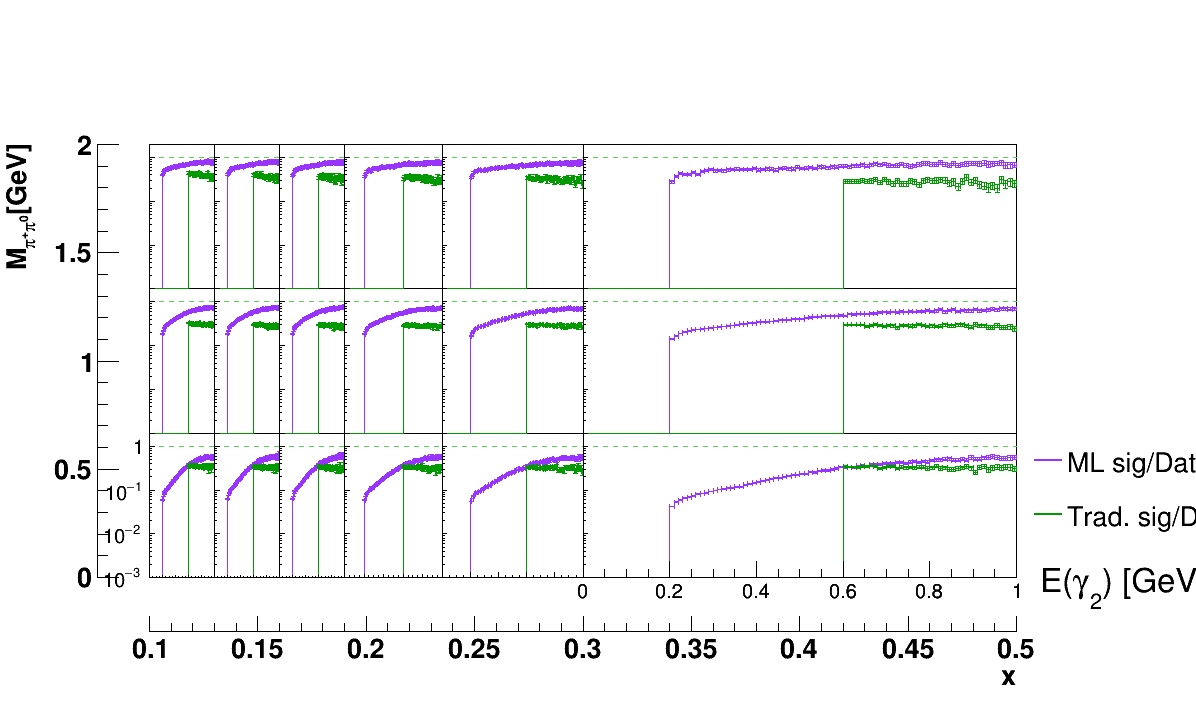 M_{π⁺π⁰}[GeV]
2
1.5
1
0.5
0
1
10⁻¹
10⁻²
10⁻³
0 0.2 0.4 0.6 0.8 1
E(γ₂) [GeV
0.1 0.15 0.2 0.25 0.3 0.35 0.4 0.45 0.5
x
ML sig/Dat
Trad. sig/D